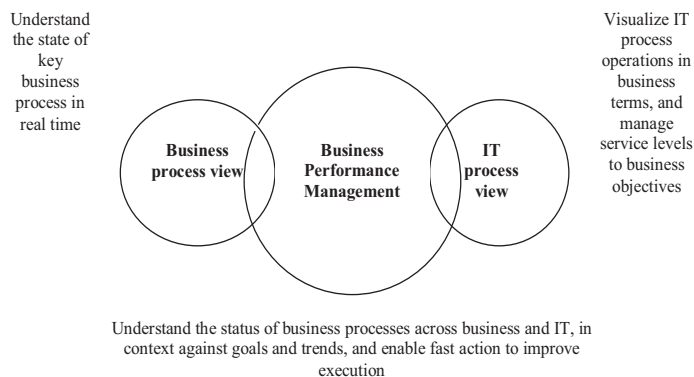 Understand
the state of
key
business
process in
real time
Visualize IT
process
operations in
business
terms, and
manage
service levels
to business
objectives
Business
process view
Business
Performance
Management
IT
process
view
Understand the status of business processes across business and IT, in
context against goals and trends, and enable fast action to improve
execution